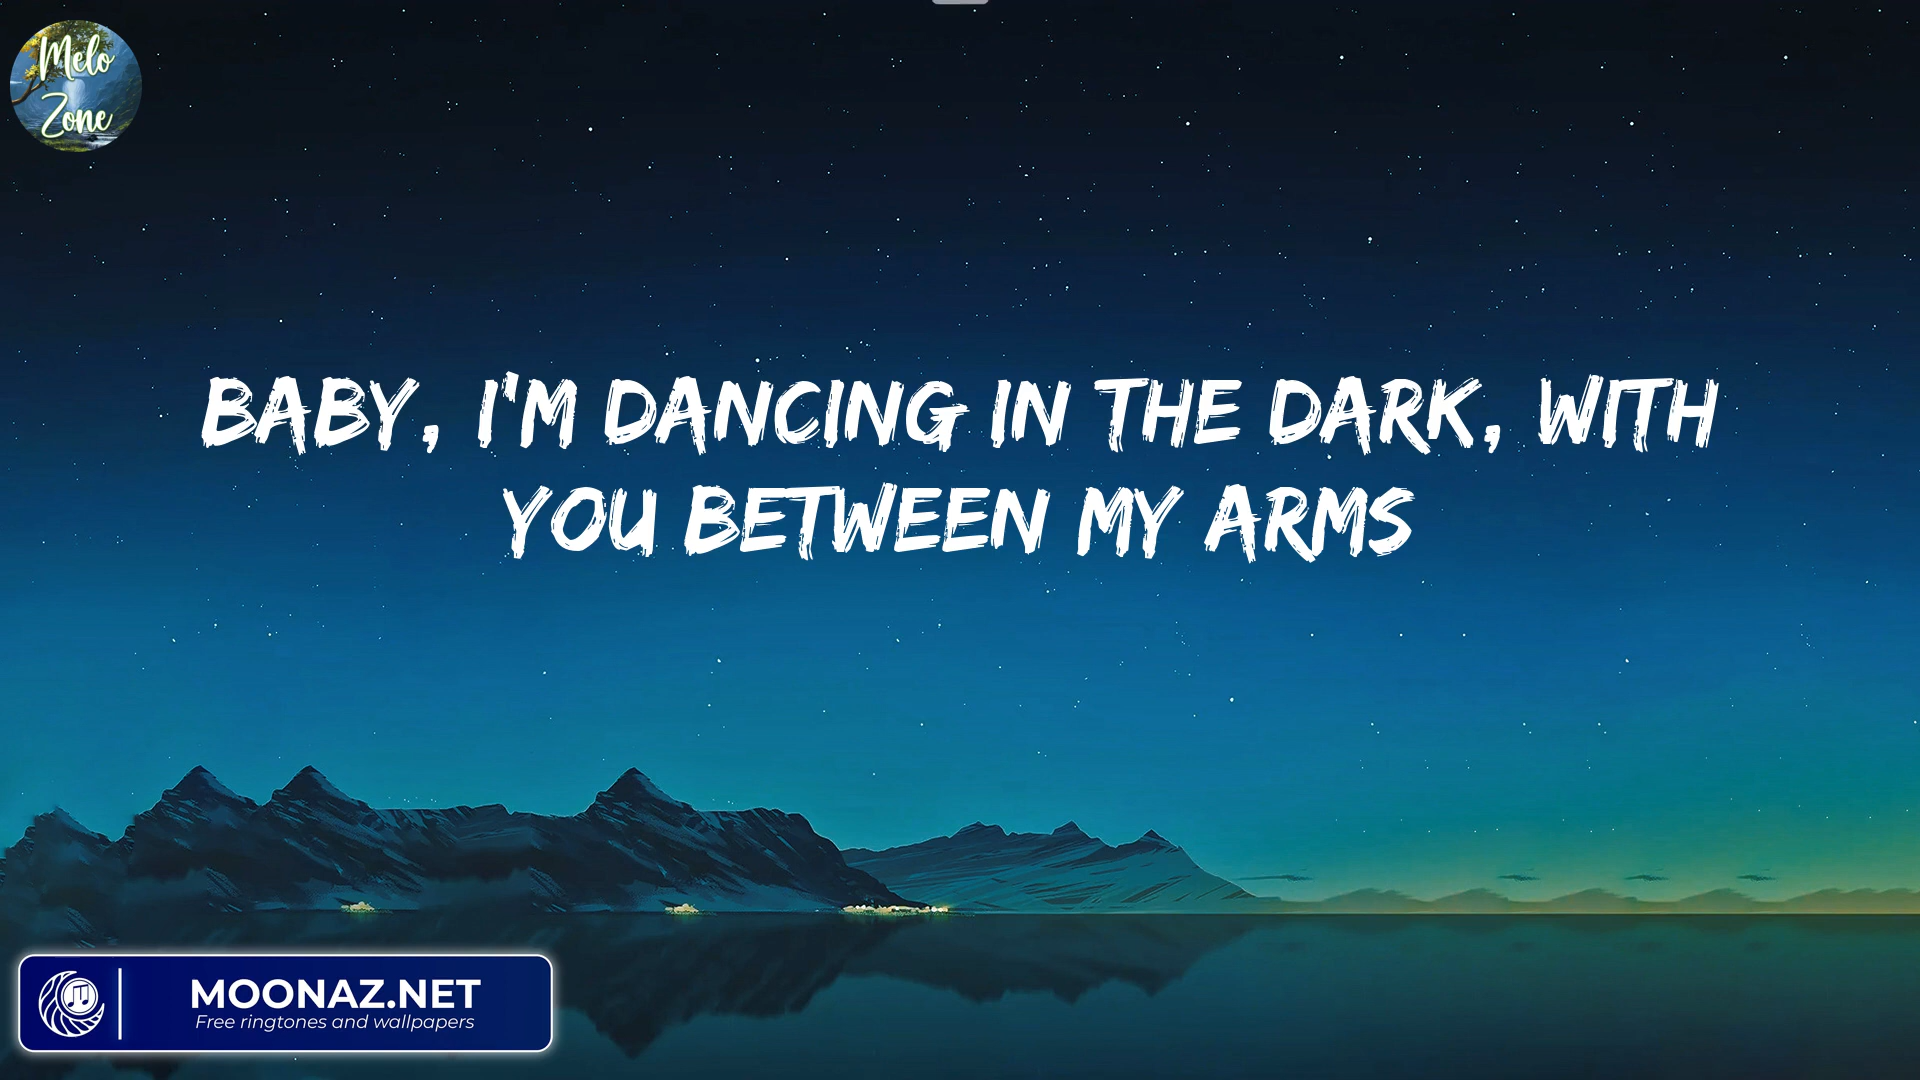 Melo
Zone
BABY, I'M DANCING IN THE DARK, WITH
YOU BETWEEN MY ARMS
MOONAZ.NET
Free ringtones and wallpapers